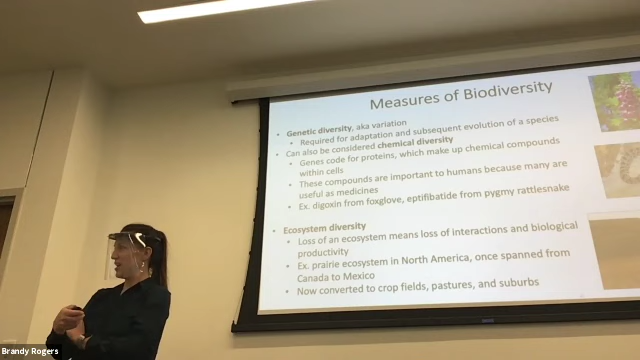 Measures of Biodiversity
• Genetic diversity, aka variation
• Required for adaptation and subsequent evolution of a species
• Can also be considered chemical diversity
• Genes code for proteins, which make up chemical compounds
within cells
• These compounds are important to humans because many are
useful as medicines
• Ex. digoxin from foxglove, eptifibatide from pygmy rattlesnake
• Ecosystem diversity
• Loss of an ecosystem means loss of interactions and biological
productivity
• Ex. prairie ecosystem in North America, once spanned from
Canada to Mexico
• Now converted to crop fields, pastures, and suburbs
Brandy Rogers